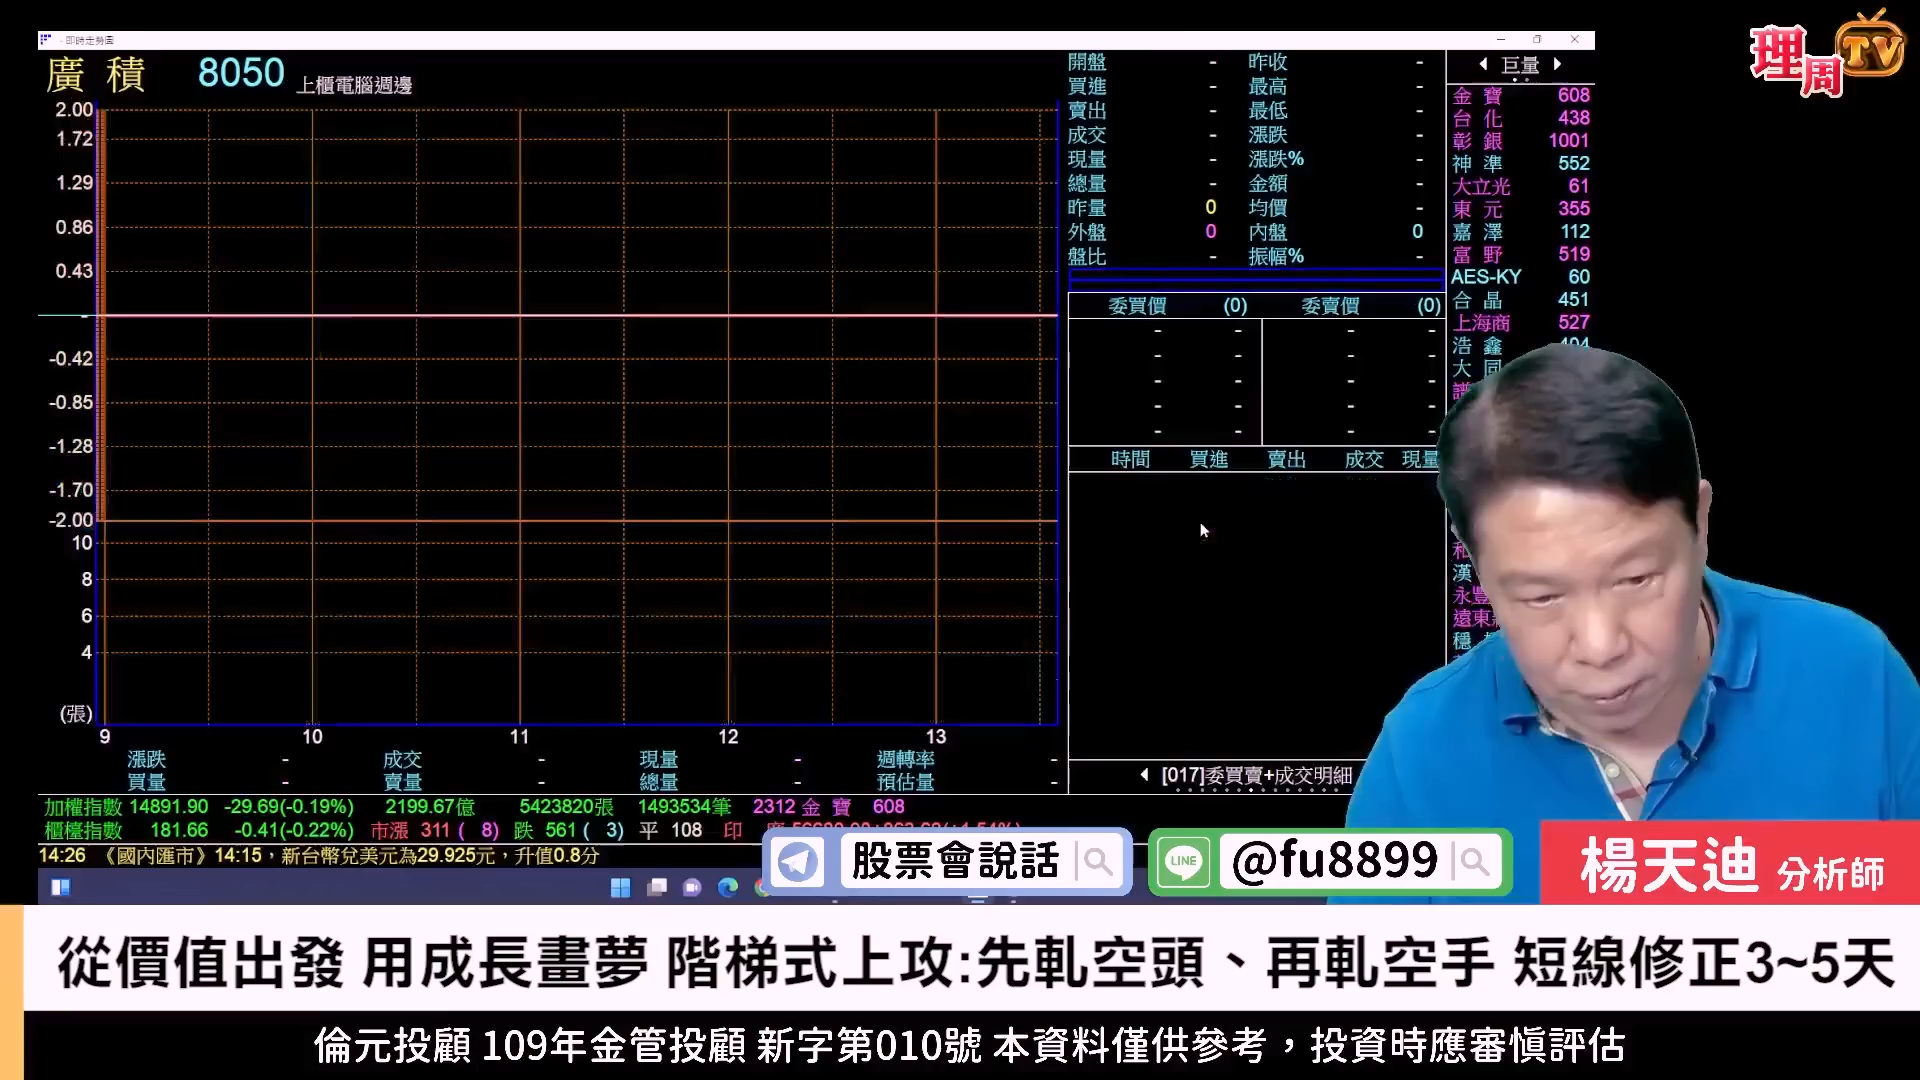 即時走勢圖
理周TV
廣 積 8050 上櫃電腦週邊
2.00
1.72
1.29
0.86
0.43
-
-0.42
-0.85
-1.28
-1.70
-2.00
10
8
6
4
(張)
9 10 11 12 13
開盤 - 昨收 -
買進 - 最高 -
賣出 - 最低 -
成交 - 漲跌 -
現量 - 漲跌% -
總量 - 金額 -
昨量 0 均價 -
外盤 0 內盤 0
盤比 - 振幅% -
委買價 (0) 委賣價 (0)
- - - -
- - - -
- - - -
- - - -
- - - -
時間 買進 賣出 成交 現量
[017]委買賣+成交明細
巨量
金 寶 608
台 化 438
彰 銀 1001
神 準 552
大立光 61
東 元 355
嘉 澤 112
富 野 519
AES-KY 60
合 晶 451
上海商 527
浩 鑫
大 同
漢
永豐
遠東
穩
漲跌 - 成交 - 現量 - 週轉率 -
買量 - 賣量 - 總量 - 預估量 -
加權指數 14891.90 -29.69(-0.19%) 2199.67億 5423820張 1493534筆 2312 金 寶 608
櫃檯指數 181.66 -0.41(-0.22%) 市漲 311 ( 8) 跌 561 ( 3) 平 108 印
14:26 《國內匯市》14:15，新台幣兌美元為29.925元，升值0.8分
股票會說話
LINE @fu8899
楊天迪 分析師
從價值出發 用成長畫夢 階梯式上攻:先軋空頭、再軋空手 短線修正3~5天
倫元投顧 109年金管投顧 新字第010號 本資料僅供參考，投資時應審慎評估